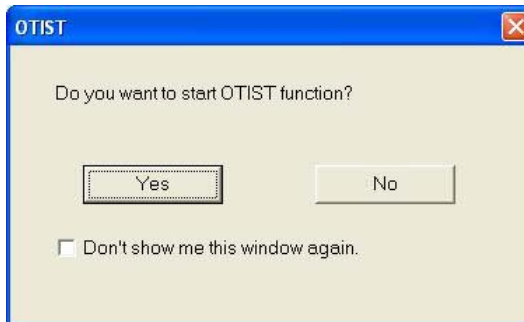 OTIST
Do you want to start OTIST function?
Yes No
Don't show me this window again.